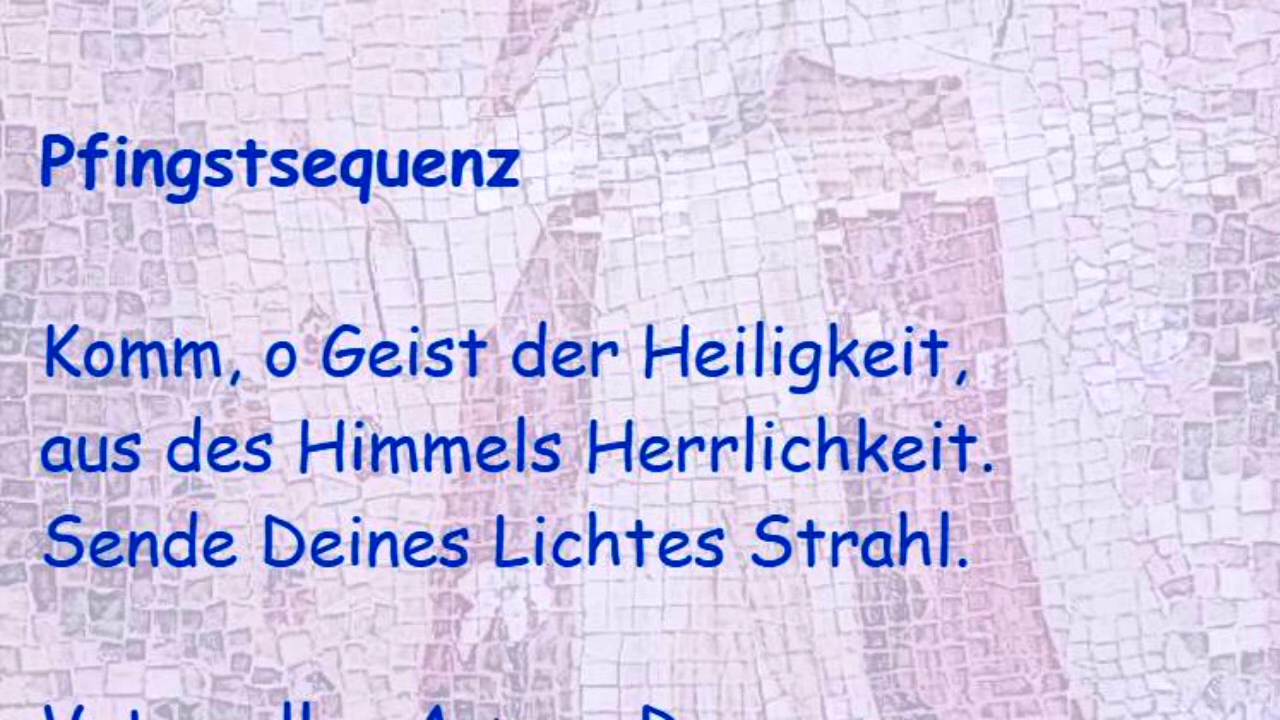 Pfingstsequenz
Komm, o Geist der Heiligkeit,
aus des Himmels Herrlichkeit.
Sende Deines Lichtes Strahl.